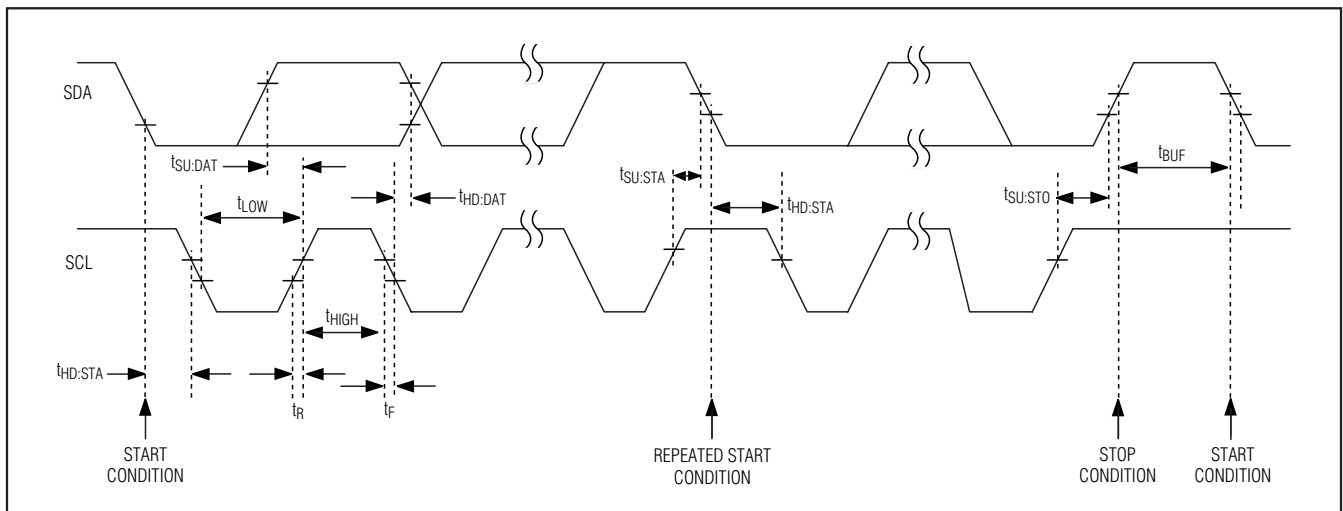 SDA
tSU:DAT
tLOW
tHD:DAT
tSU:STA
tHD:STA
tSU:STO
tBUF
SCL
tHIGH
tHD:STA
tR
tF
START
CONDITION
REPEATED START
CONDITION
STOP
CONDITION
START
CONDITION